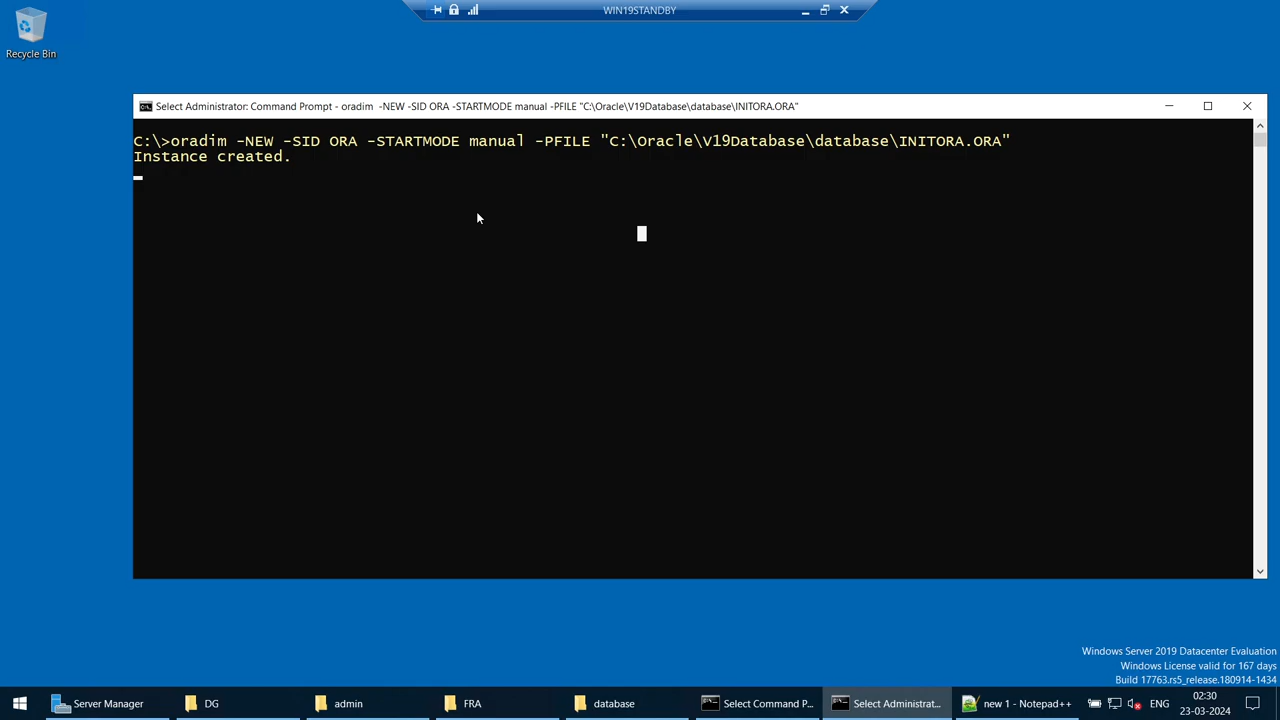 WIN19STANDBY
Recycle Bin
Select Administrator: Command Prompt - oradim -NEW -SID ORA -STARTMODE manual -PFILE "C:\Oracle\V19Database\database\INITORA.ORA"
C:\>oradim -NEW -SID ORA -STARTMODE manual -PFILE "C:\Oracle\V19Database\database\INITORA.ORA"
Instance created.
Windows Server 2019 Datacenter Evaluation
Windows License valid for 167 days
Build 17763.rs5_release.180914-1434
Server Manager
DG
admin
FRA
database
Select Command P...
Select Administrat...
new 1 - Notepad++
ENG
02:30
23-03-2024